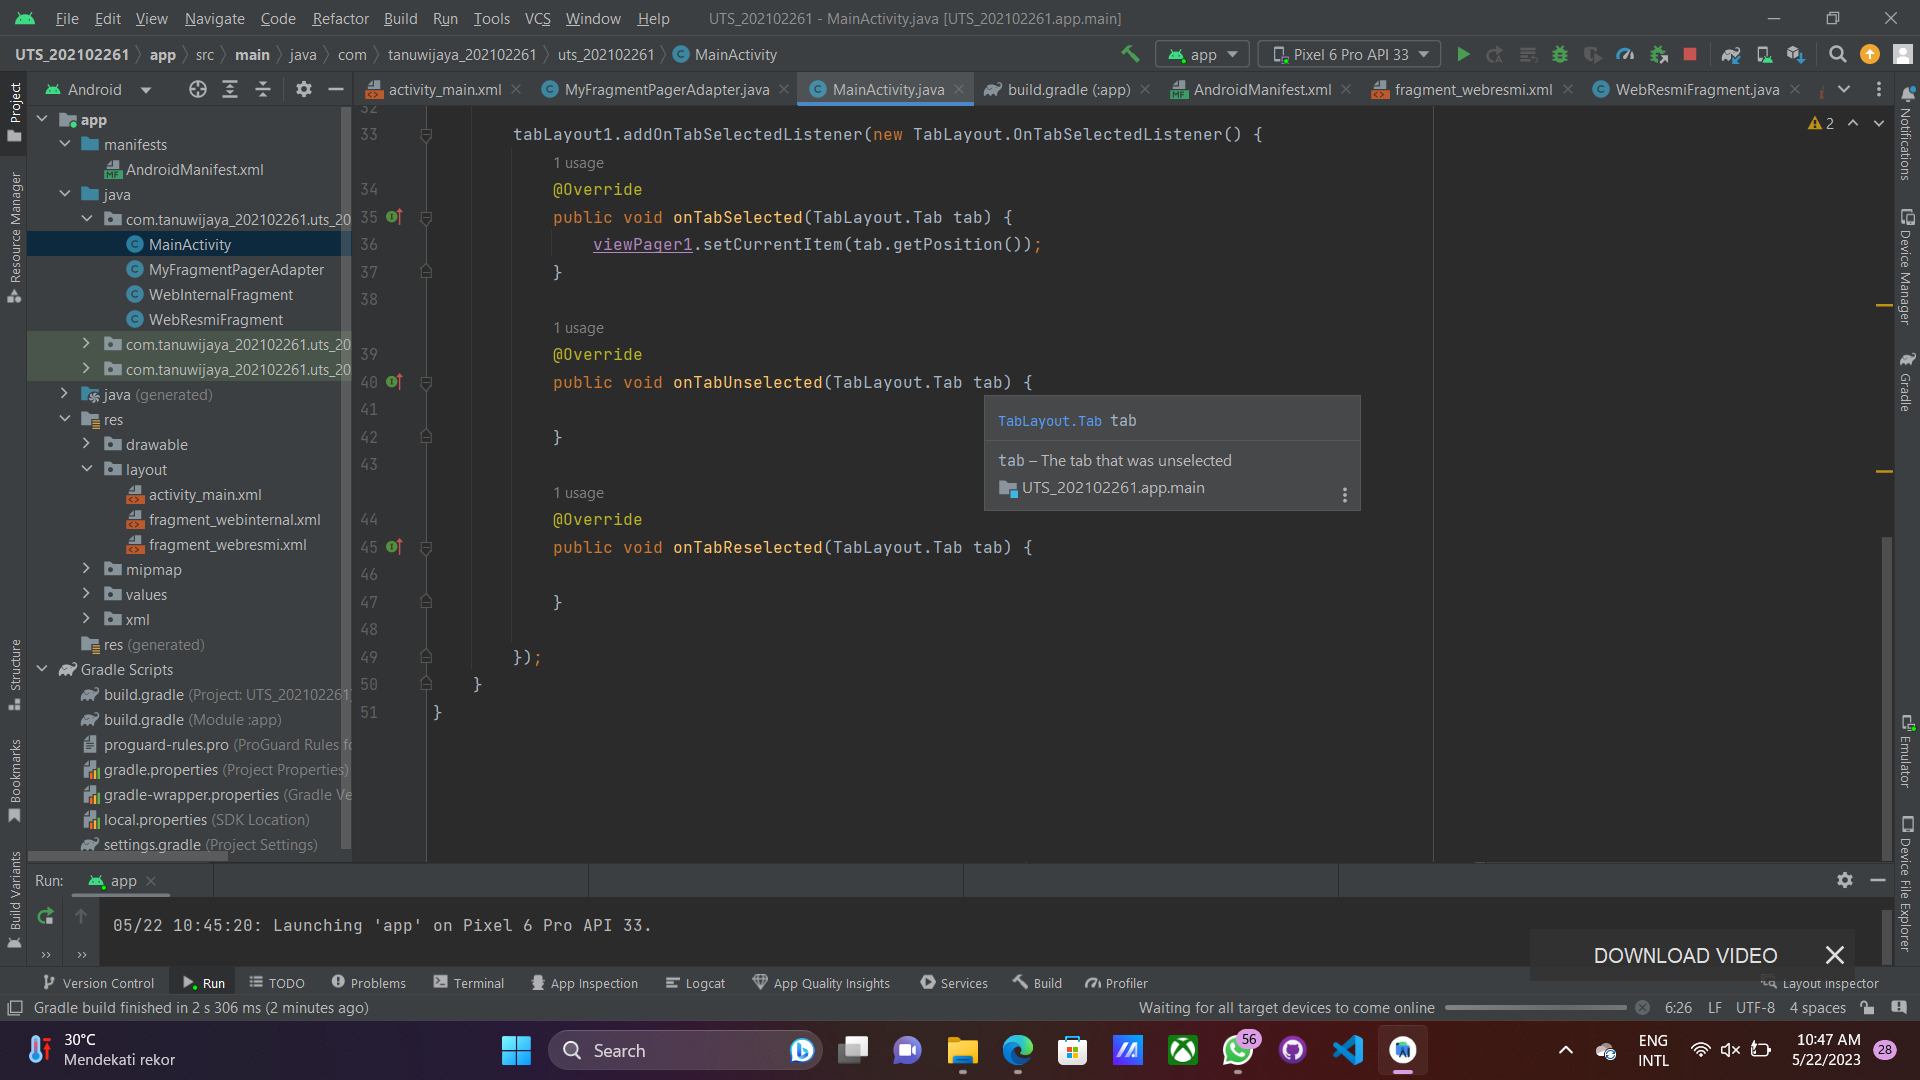 File Edit View Navigate Code Refactor Build Run Tools VCS Window Help UTS_202102261 - MainActivity.java [UTS_202102261.app.main]
UTS_202102261 app src main java com tanuwijaya_202102261 uts_202102261 MainActivity app Pixel 6 Pro API 33
Android activity_main.xml MyFragmentPagerAdapter.java MainActivity.java build.gradle (:app) AndroidManifest.xml fragment_webresmi.xml WebResmiFragment.java
Project
Resource Manager
Structure
Bookmarks
Build Variants
app
manifests
AndroidManifest.xml
java
com.tanuwijaya_202102261.uts_20
MainActivity
MyFragmentPagerAdapter
WebInternalFragment
WebResmiFragment
com.tanuwijaya_202102261.uts_20
com.tanuwijaya_202102261.uts_20
java (generated)
res
drawable
layout
activity_main.xml
fragment_webinternal.xml
fragment_webresmi.xml
mipmap
values
xml
res (generated)
Gradle Scripts
build.gradle (Project: UTS_202102261
build.gradle (Module :app)
proguard-rules.pro (ProGuard Rules fo
gradle.properties (Project Properties)
gradle-wrapper.properties (Gradle Ve
local.properties (SDK Location)
settings.gradle (Project Settings)
32
33 tabLayout1.addOnTabSelectedListener(new TabLayout.OnTabSelectedListener() {
1 usage
34 @Override
35 public void onTabSelected(TabLayout.Tab tab) {
36 viewPager1.setCurrentItem(tab.getPosition());
37 }
38
1 usage
39 @Override
40 public void onTabUnselected(TabLayout.Tab tab) {
41
42 }
43
1 usage
44 @Override
45 public void onTabReselected(TabLayout.Tab tab) {
46
47 }
48
49 });
50 }
51 }
2
TabLayout.Tab tab
tab – The tab that was unselected
UTS_202102261.app.main
Notifications
Device Manager
Gradle
Emulator
Device File Explorer
Run: app
05/22 10:45:20: Launching 'app' on Pixel 6 Pro API 33.
DOWNLOAD VIDEO
Version Control Run TODO Problems Terminal App Inspection Logcat App Quality Insights Services Build Profiler Layout Inspector
Gradle build finished in 2 s 306 ms (2 minutes ago) Waiting for all target devices to come online 6:26 LF UTF-8 4 spaces
30°C
Mendekati rekor
Search
56
ENG
INTL
10:47 AM
5/22/2023
28